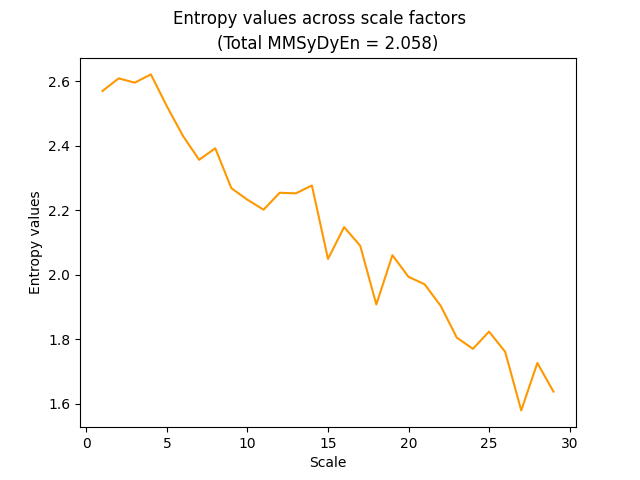 Entropy values across scale factors
(Total MMSyDyEn = 2.058)
2.6
2.4
2.2
2.0
1.8
1.6
Entropy values
0 5 10 15 20 25 30
Scale